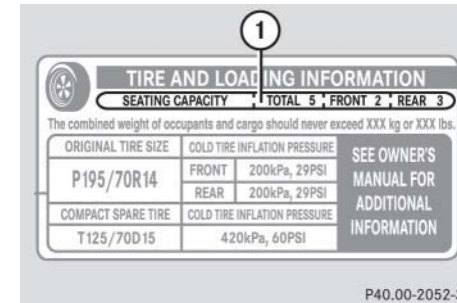 1
TIRE AND LOADING INFORMATION
SEATING CAPACITY TOTAL 5 FRONT 2 REAR 3
The combined weight of occupants and cargo should never exceed XXX kg or XXX lbs.
ORIGINAL TIRE SIZE COLD TIRE INFLATION PRESSURE
P195/70R14 FRONT 200kPa, 29PSI
REAR 200kPa, 29PSI
COMPACT SPARE TIRE COLD TIRE INFLATION PRESSURE
T125/70D15 420kPa, 60PSI
SEE OWNER'S
MANUAL FOR
ADDITIONAL
INFORMATION